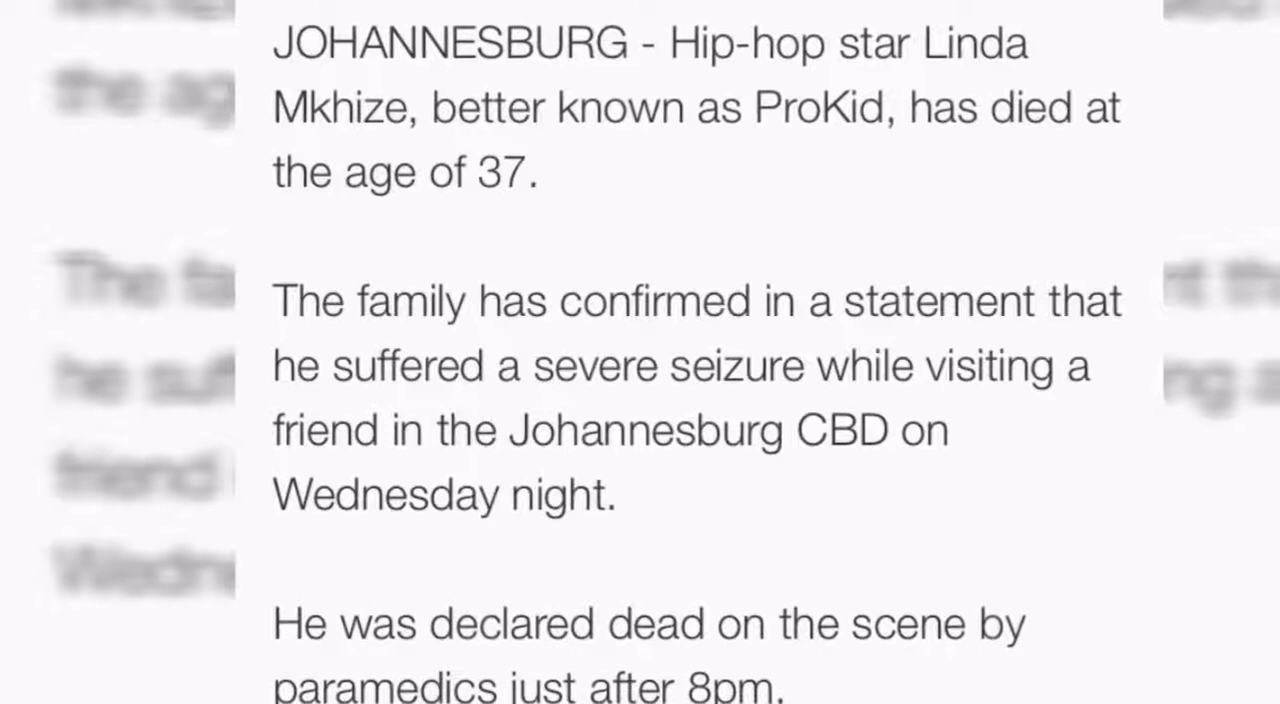 JOHANNESBURG - Hip-hop star Linda
Mkhize, better known as ProKid, has died at
the age of 37.
The family has confirmed in a statement that
he suffered a severe seizure while visiting a
friend in the Johannesburg CBD on
Wednesday night.
He was declared dead on the scene by
paramedics just after 8pm.